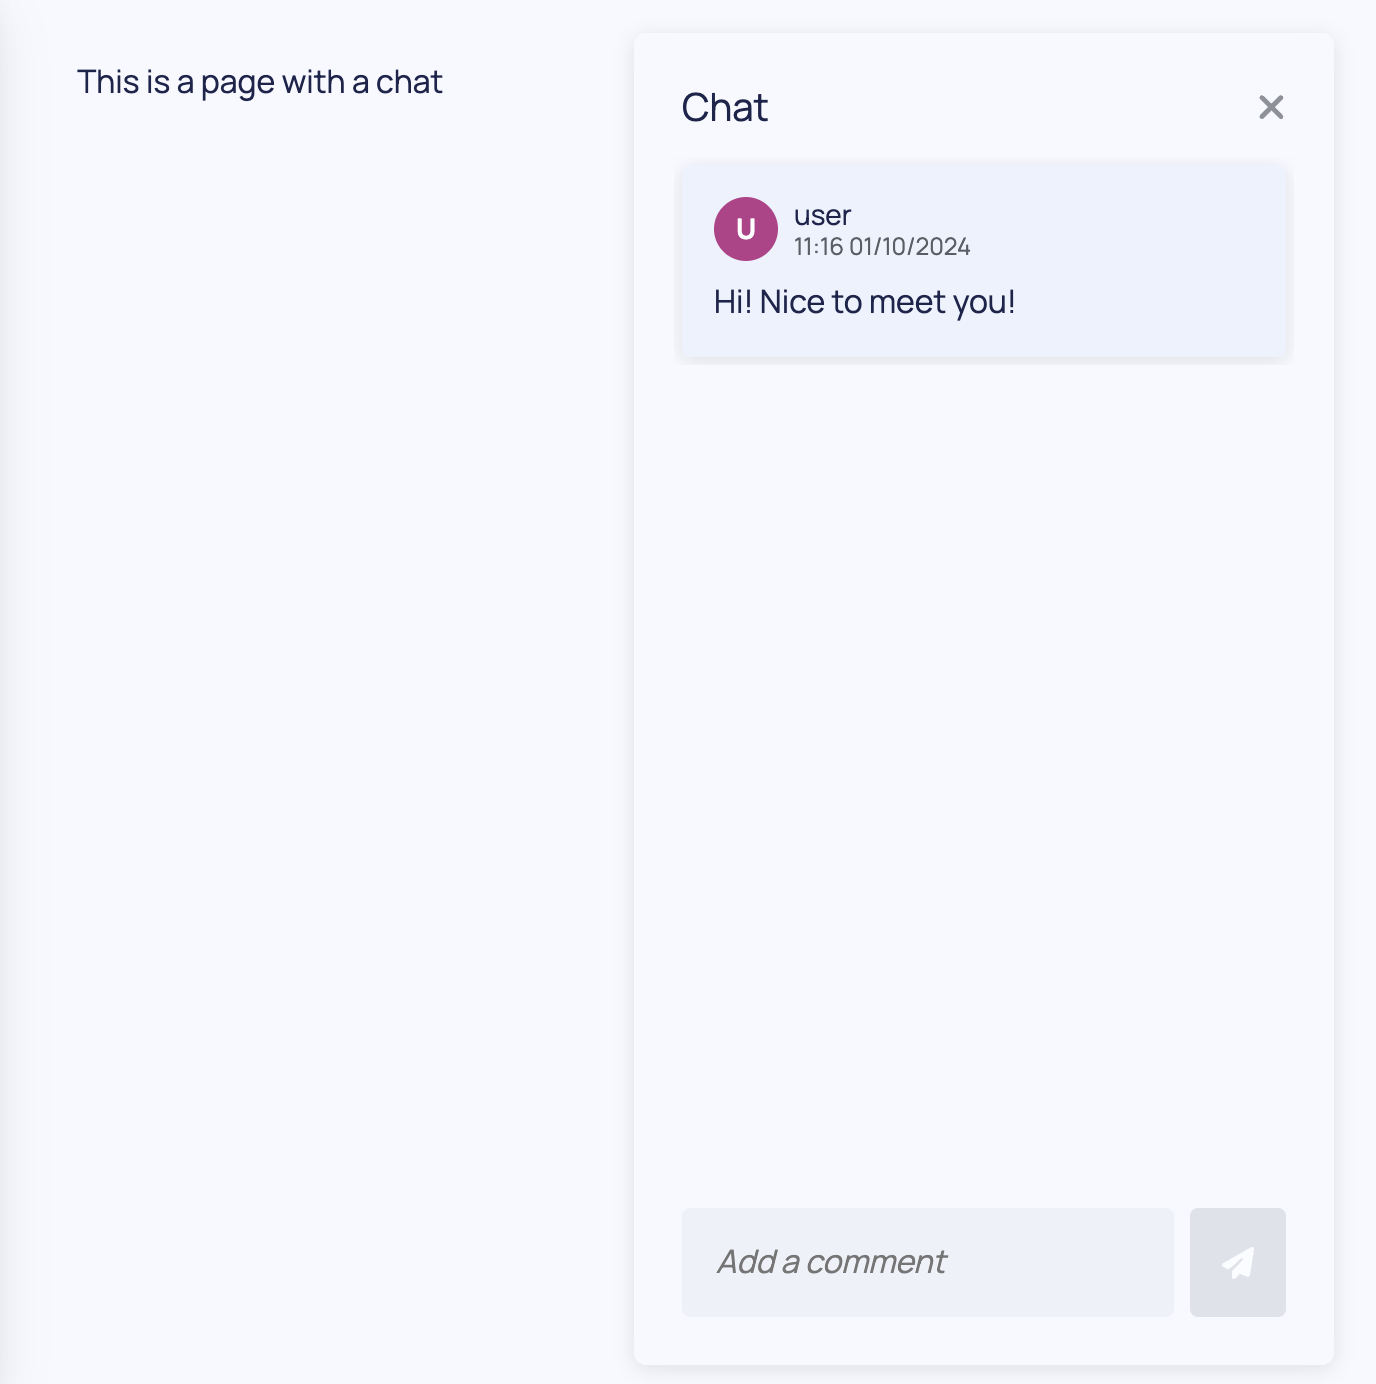 This is a page with a chat
Chat
U
user
11:16 01/10/2024
Hi! Nice to meet you!
Add a comment